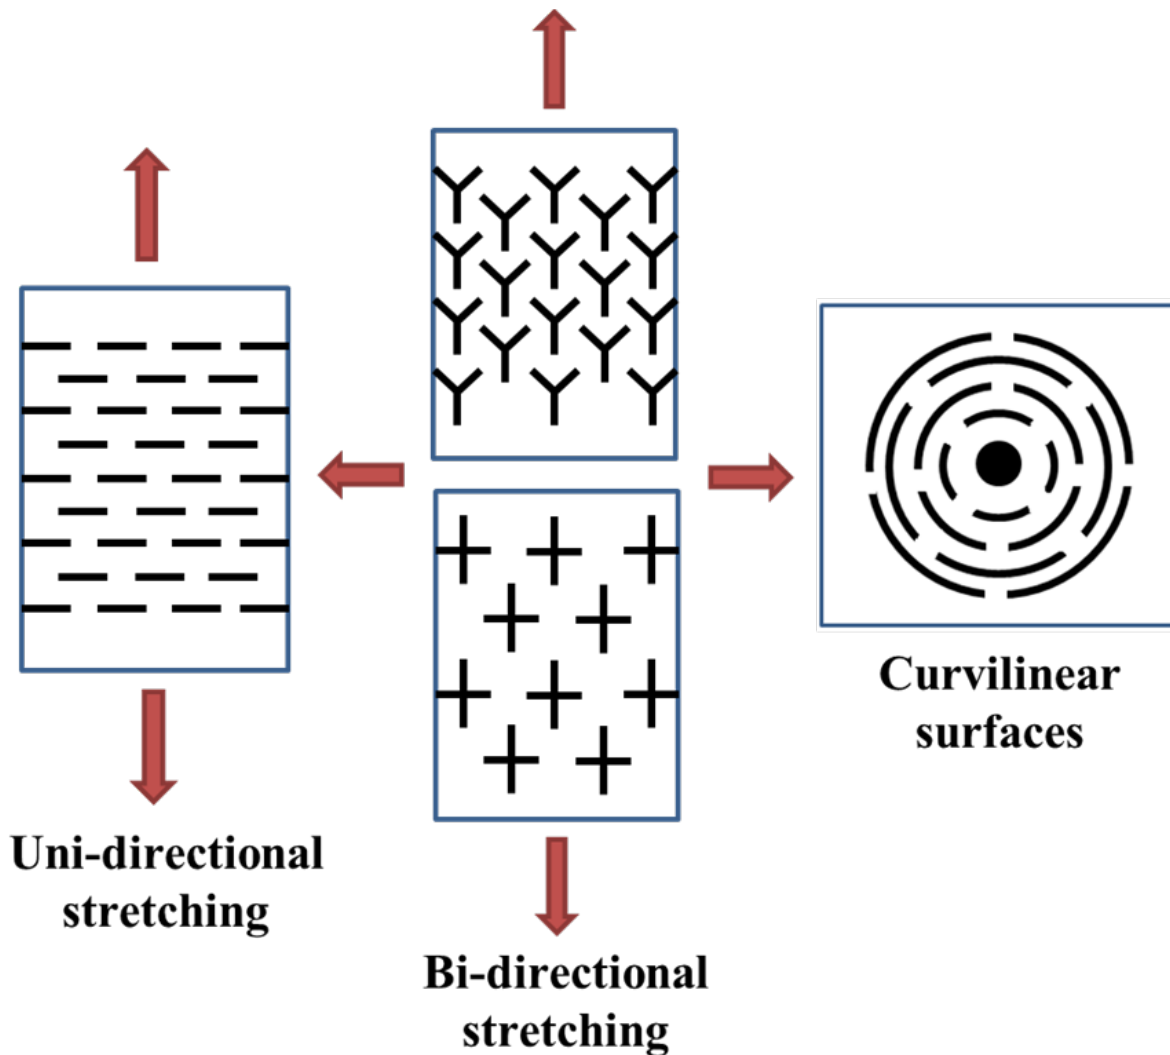 Uni-directional
stretching
Bi-directional
stretching
Curvilinear
surfaces